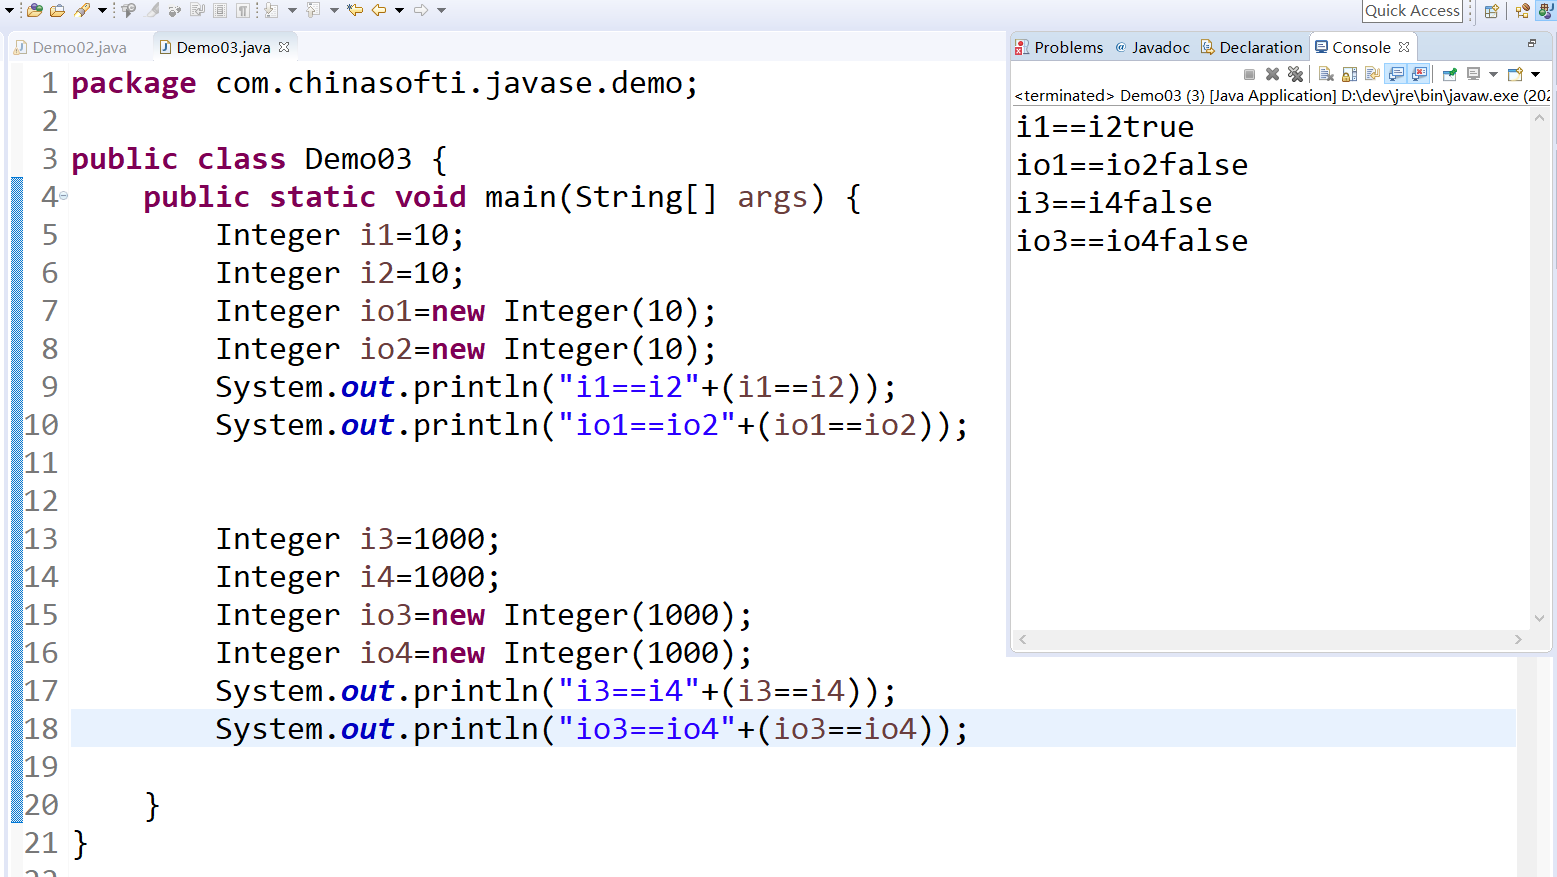 Quick Access
Demo02.java
Demo03.java
1 package com.chinasofti.javase.demo;
2
3 public class Demo03 {
4 public static void main(String[] args) {
5 Integer i1=10;
6 Integer i2=10;
7 Integer io1=new Integer(10);
8 Integer io2=new Integer(10);
9 System.out.println("i1==i2"+(i1==i2));
10 System.out.println("io1==io2"+(io1==io2));
11
12
13 Integer i3=1000;
14 Integer i4=1000;
15 Integer io3=new Integer(1000);
16 Integer io4=new Integer(1000);
17 System.out.println("i3==i4"+(i3==i4));
18 System.out.println("io3==io4"+(io3==io4));
19
20 }
21 }
Problems @ Javadoc Declaration Console
<terminated> Demo03 (3) [Java Application] D:\dev\jre\bin\javaw.exe (202
i1==i2true
io1==io2false
i3==i4false
io3==io4false